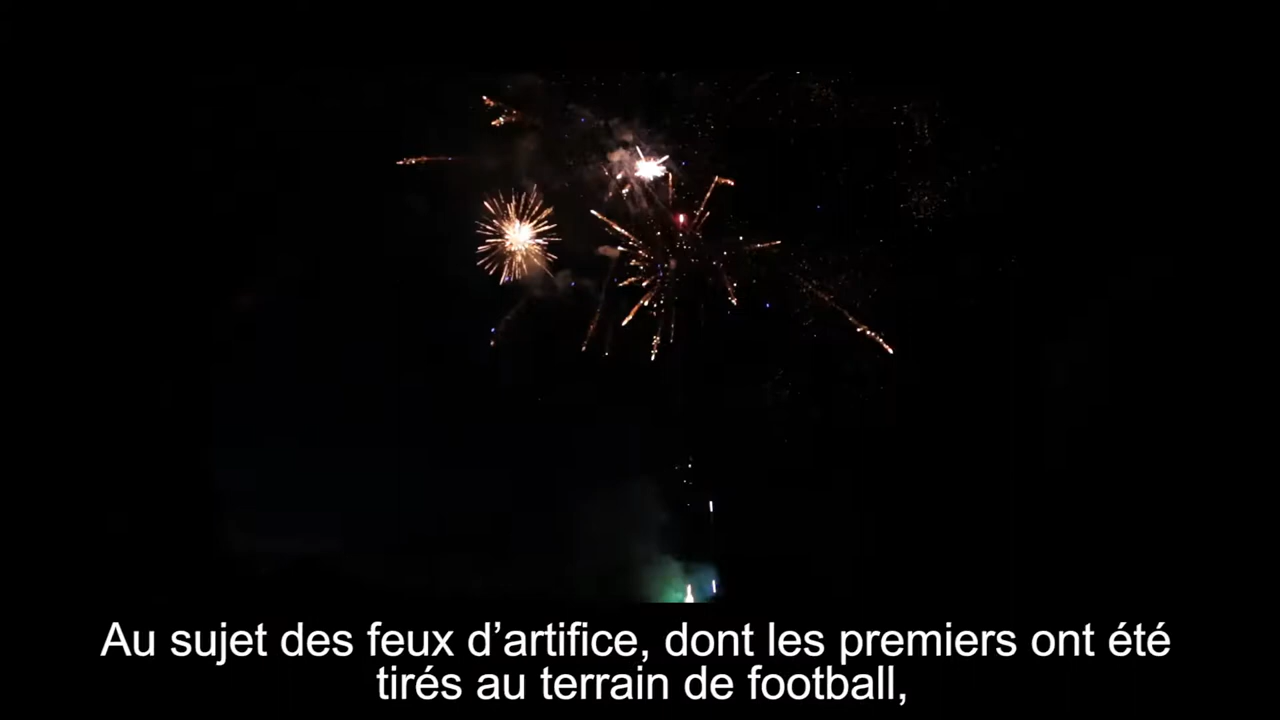 Au sujet des feux d’artifice, dont les premiers ont été
tirés au terrain de football,